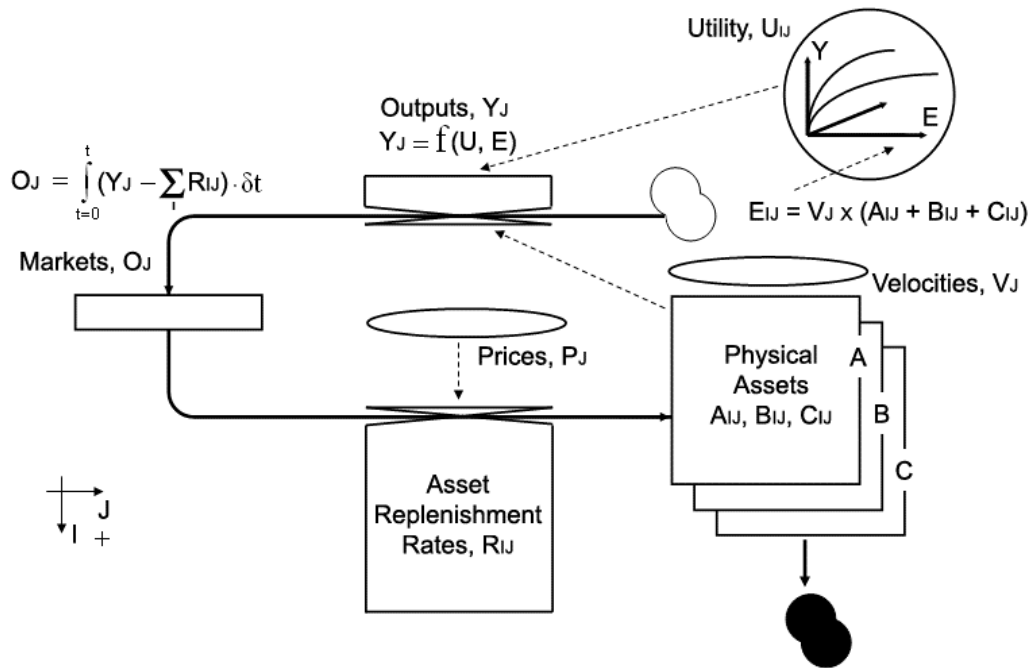 Utility, UIJ
Y
E
Outputs, YJ
YJ = f(U, E)
t
OJ = ∫ (YJ – ∑ RIJ) · δt
t=0 I
EIJ = VJ x (AIJ + BIJ + CIJ)
Markets, OJ
Velocities, VJ
Prices, PJ
Physical
Assets
AIJ, BIJ, CIJ
A
B
C
Asset
Replenishment
Rates, RIJ
J
I +